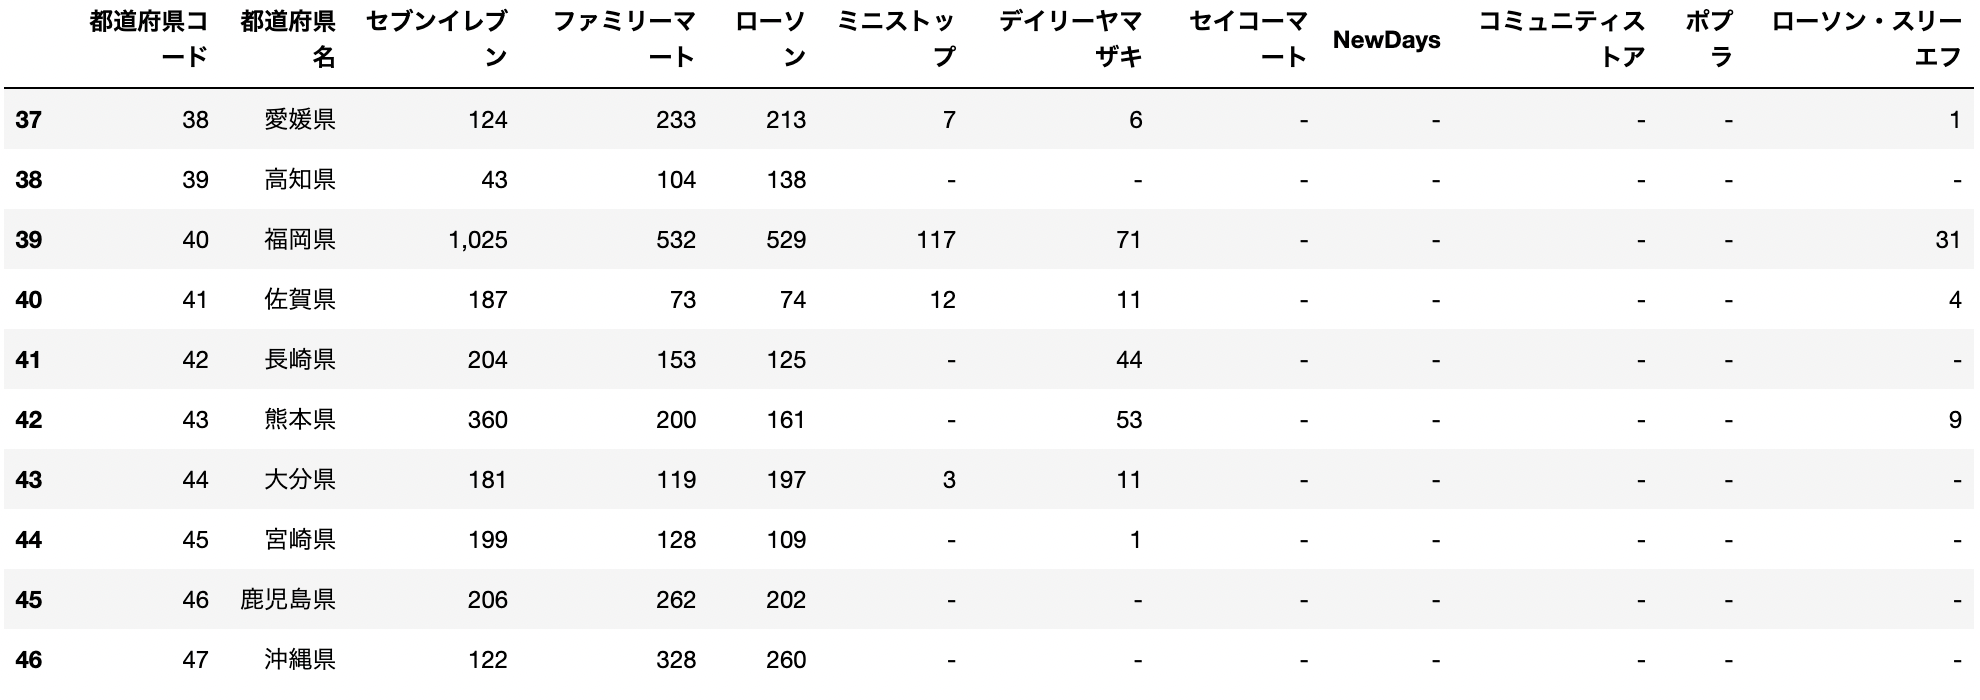 都道府県コード 都道府県名 セブンイレブン ファミリーマート ローソン ミニストップ デイリーヤマザキ セイコーマート NewDays コミュニティストア ポプラ ローソン・スリーエフ
37 38 愛媛県 124 233 213 7 6 - - - - 1
38 39 高知県 43 104 138 - - - - - - -
39 40 福岡県 1,025 532 529 117 71 - - - - 31
40 41 佐賀県 187 73 74 12 11 - - - - 4
41 42 長崎県 204 153 125 - 44 - - - - -
42 43 熊本県 360 200 161 - 53 - - - - 9
43 44 大分県 181 119 197 3 11 - - - - -
44 45 宮崎県 199 128 109 - 1 - - - - -
45 46 鹿児島県 206 262 202 - - - - - - -
46 47 沖縄県 122 328 260 - - - - - - -